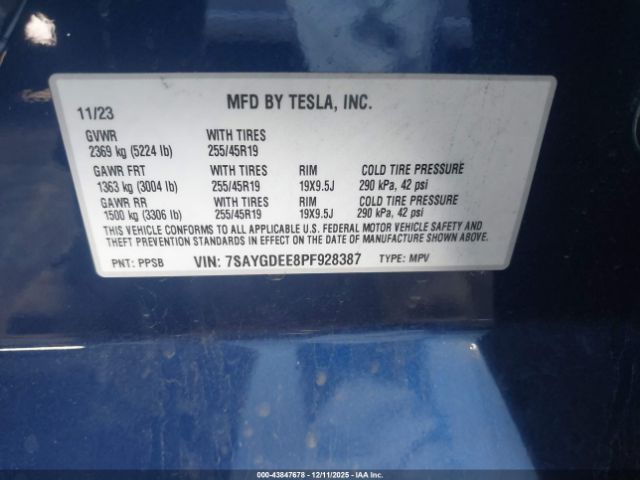 MFD BY TESLA, INC.
11/23
GVWR WITH TIRES
2369 kg (5224 lb) 255/45R19
GAWR FRT WITH TIRES RIM COLD TIRE PRESSURE
1363 kg (3004 lb) 255/45R19 19X9.5J 290 kPa, 42 psi
GAWR RR WITH TIRES RIM COLD TIRE PRESSURE
1500 kg (3306 lb) 255/45R19 19X9.5J 290 kPa, 42 psi
THIS VEHICLE CONFORMS TO ALL APPLICABLE U.S. FEDERAL MOTOR VEHICLE SAFETY AND
THEFT PREVENTION STANDARDS IN EFFECT ON THE DATE OF MANUFACTURE SHOWN ABOVE.
PNT: PPSB VIN: 7SAYGDEE8PF928387 TYPE: MPV
000-43847678 - 12/11/2025 - IAA Inc.